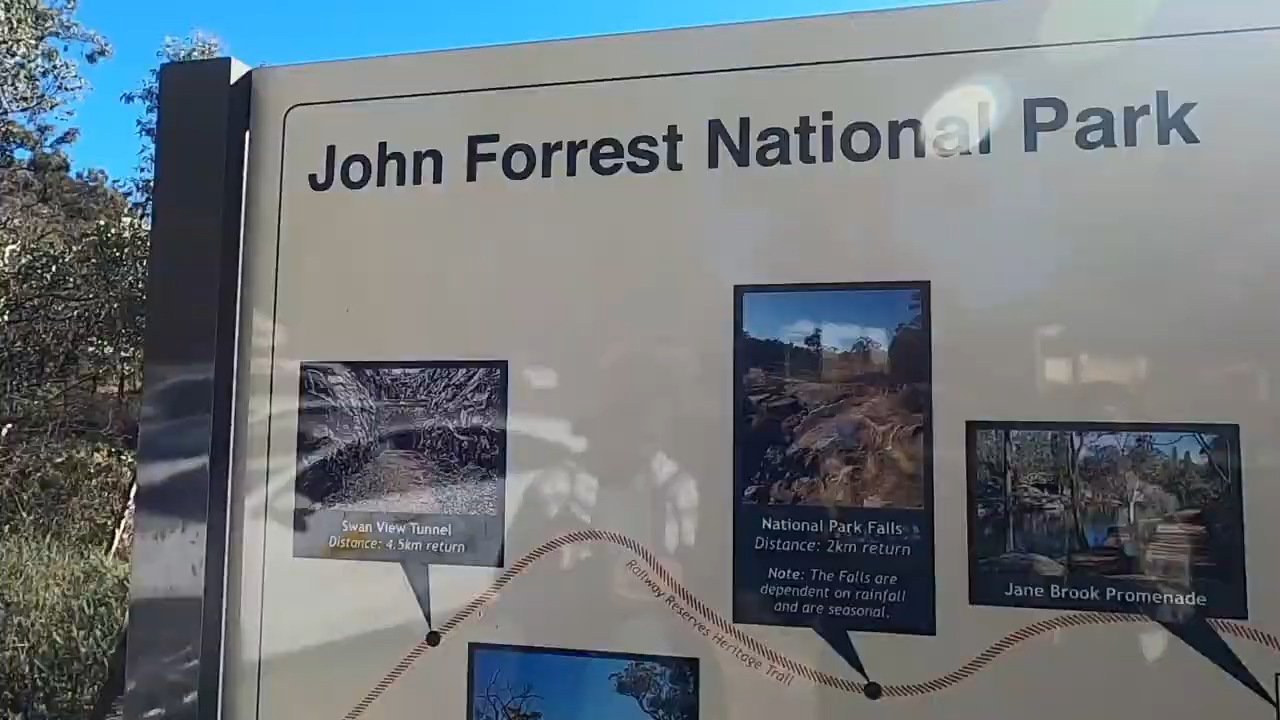 John Forrest National Park
Swan View Tunnel
Distance: 4.5km return
National Park Falls
Distance: 2km return
Note: The Falls are
dependent on rainfall
and are seasonal.
Jane Brook Promenade
Railway Reserves Heritage Trail